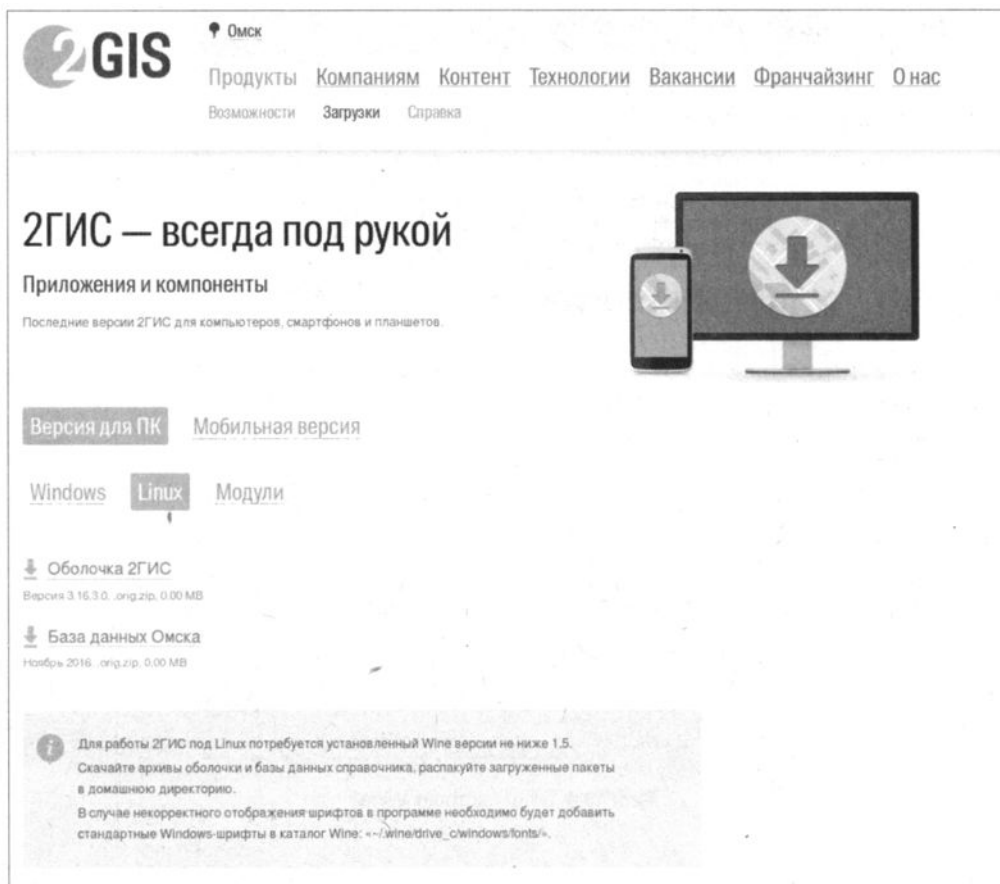 2GIS
Омск
Продукты Компаниям Контент Технологии Вакансии Франчайзинг О нас
Возможности Загрузки Справка
2ГИС — всегда под рукой
Приложения и компоненты
Последние версии 2ГИС для компьютеров, смартфонов и планшетов.
Версия для ПК Мобильная версия
Windows Linux Модули
Оболочка 2ГИС
Версия 3.16.3.0, .orig.zip, 0.00 MB
База данных Омска
Ноябрь 2016, .orig.zip, 0.00 MB
Для работы 2ГИС под Linux потребуется установленный Wine версии не ниже 1.5.
Скачайте архивы оболочки и базы данных справочника, распакуйте загруженные пакеты
в домашнюю директорию.
В случае некорректного отображения шрифтов в программе необходимо будет добавить
стандартные Windows-шрифты в каталог Wine: «~/.wine/drive_c/windows/fonts/».